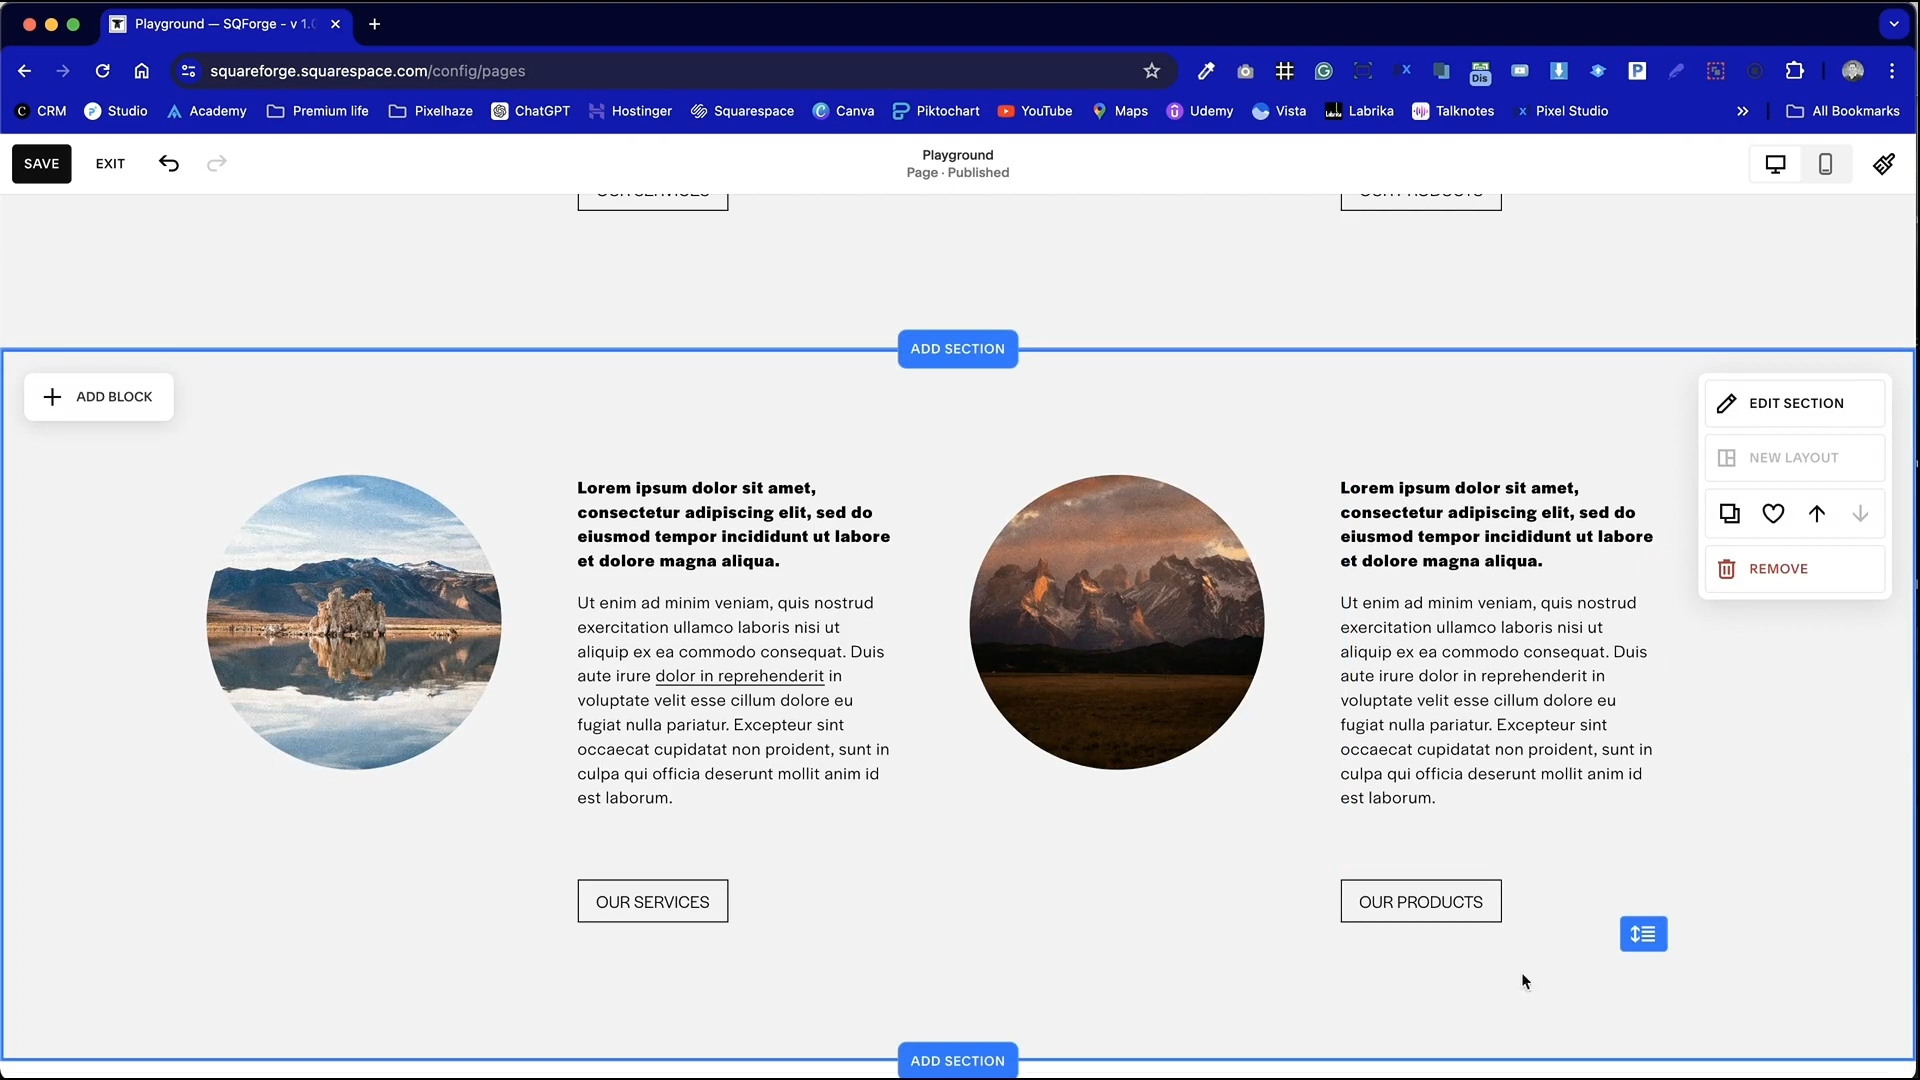 Playground — SQForge - v 1.
squareforge.squarespace.com/config/pages
Dis
CRM
Studio
Academy
Premium life
Pixelhaze
ChatGPT
Hostinger
Squarespace
Canva
Piktochart
YouTube
Maps
Udemy
Vista
Labrika
Talknotes
Pixel Studio
All Bookmarks
SAVE
EXIT
Playground
Page · Published
OUR SERVICES
OUR PRODUCTS
ADD SECTION
ADD BLOCK
EDIT SECTION
NEW LAYOUT
REMOVE
Lorem ipsum dolor sit amet,
consectetur adipiscing elit, sed do
eiusmod tempor incididunt ut labore
et dolore magna aliqua.
Ut enim ad minim veniam, quis nostrud
exercitation ullamco laboris nisi ut
aliquip ex ea commodo consequat. Duis
aute irure dolor in reprehenderit in
voluptate velit esse cillum dolore eu
fugiat nulla pariatur. Excepteur sint
occaecat cupidatat non proident, sunt in
culpa qui officia deserunt mollit anim id
est laborum.
OUR SERVICES
Lorem ipsum dolor sit amet,
consectetur adipiscing elit, sed do
eiusmod tempor incididunt ut labore
et dolore magna aliqua.
Ut enim ad minim veniam, quis nostrud
exercitation ullamco laboris nisi ut
aliquip ex ea commodo consequat. Duis
aute irure dolor in reprehenderit in
voluptate velit esse cillum dolore eu
fugiat nulla pariatur. Excepteur sint
occaecat cupidatat non proident, sunt in
culpa qui officia deserunt mollit anim id
est laborum.
OUR PRODUCTS
ADD SECTION